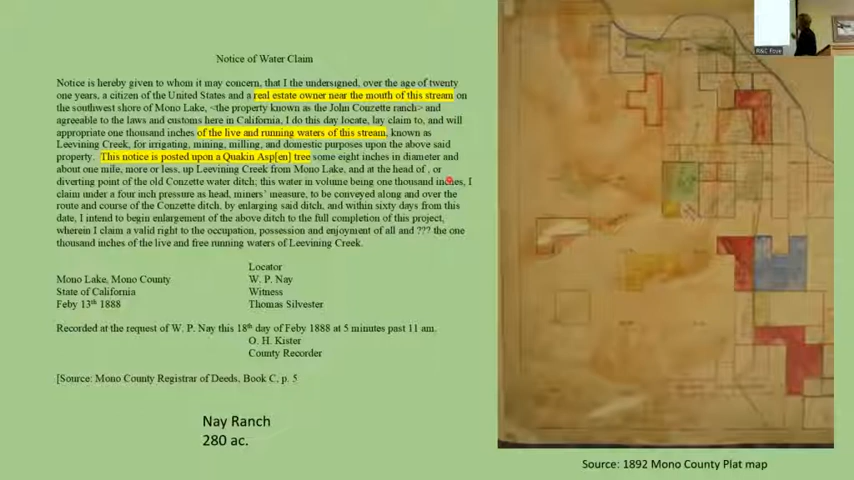 Notice of Water Claim
Notice is hereby given to whom it may concern, that I the undersigned, over the age of twenty
one years, a citizen of the United States and a real estate owner near the mouth of this stream on
the southwest shore of Mono Lake, <the property known as the John Conzette ranch> and
agreeable to the laws and customs here in California, I do this day locate, lay claim to, and will
appropriate one thousand inches of the live and running waters of this stream, known as
Leevining Creek, for irrigating, mining, milling, and domestic purposes upon the above said
property. This notice is posted upon a Quakin Asp[en] tree some eight inches in diameter and
about one mile, more or less, up Leevining Creek from Mono Lake, and at the head of , or
diverting point of the old Conzette water ditch; this water in volume being one thousand inches, I
claim under a four inch pressure as head, miners' measure, to be conveyed along and over the
route and course of the Conzette ditch, by enlarging said ditch, and within sixty days from this
date, I intend to begin enlargement of the above ditch to the full completion of this project,
wherein I claim a valid right to the occupation, possession and enjoyment of all and ??? the one
thousand inches of the live and free running waters of Leevining Creek.
Locator
Mono Lake, Mono County W. P. Nay
State of California Witness
Feby 13th 1888 Thomas Silvester
Recorded at the request of W. P. Nay this 18th day of Feby 1888 at 5 minutes past 11 am.
O. H. Kister
County Recorder
[Source: Mono County Registrar of Deeds, Book C, p. 5
Nay Ranch
280 ac.
Source: 1892 Mono County Plat map